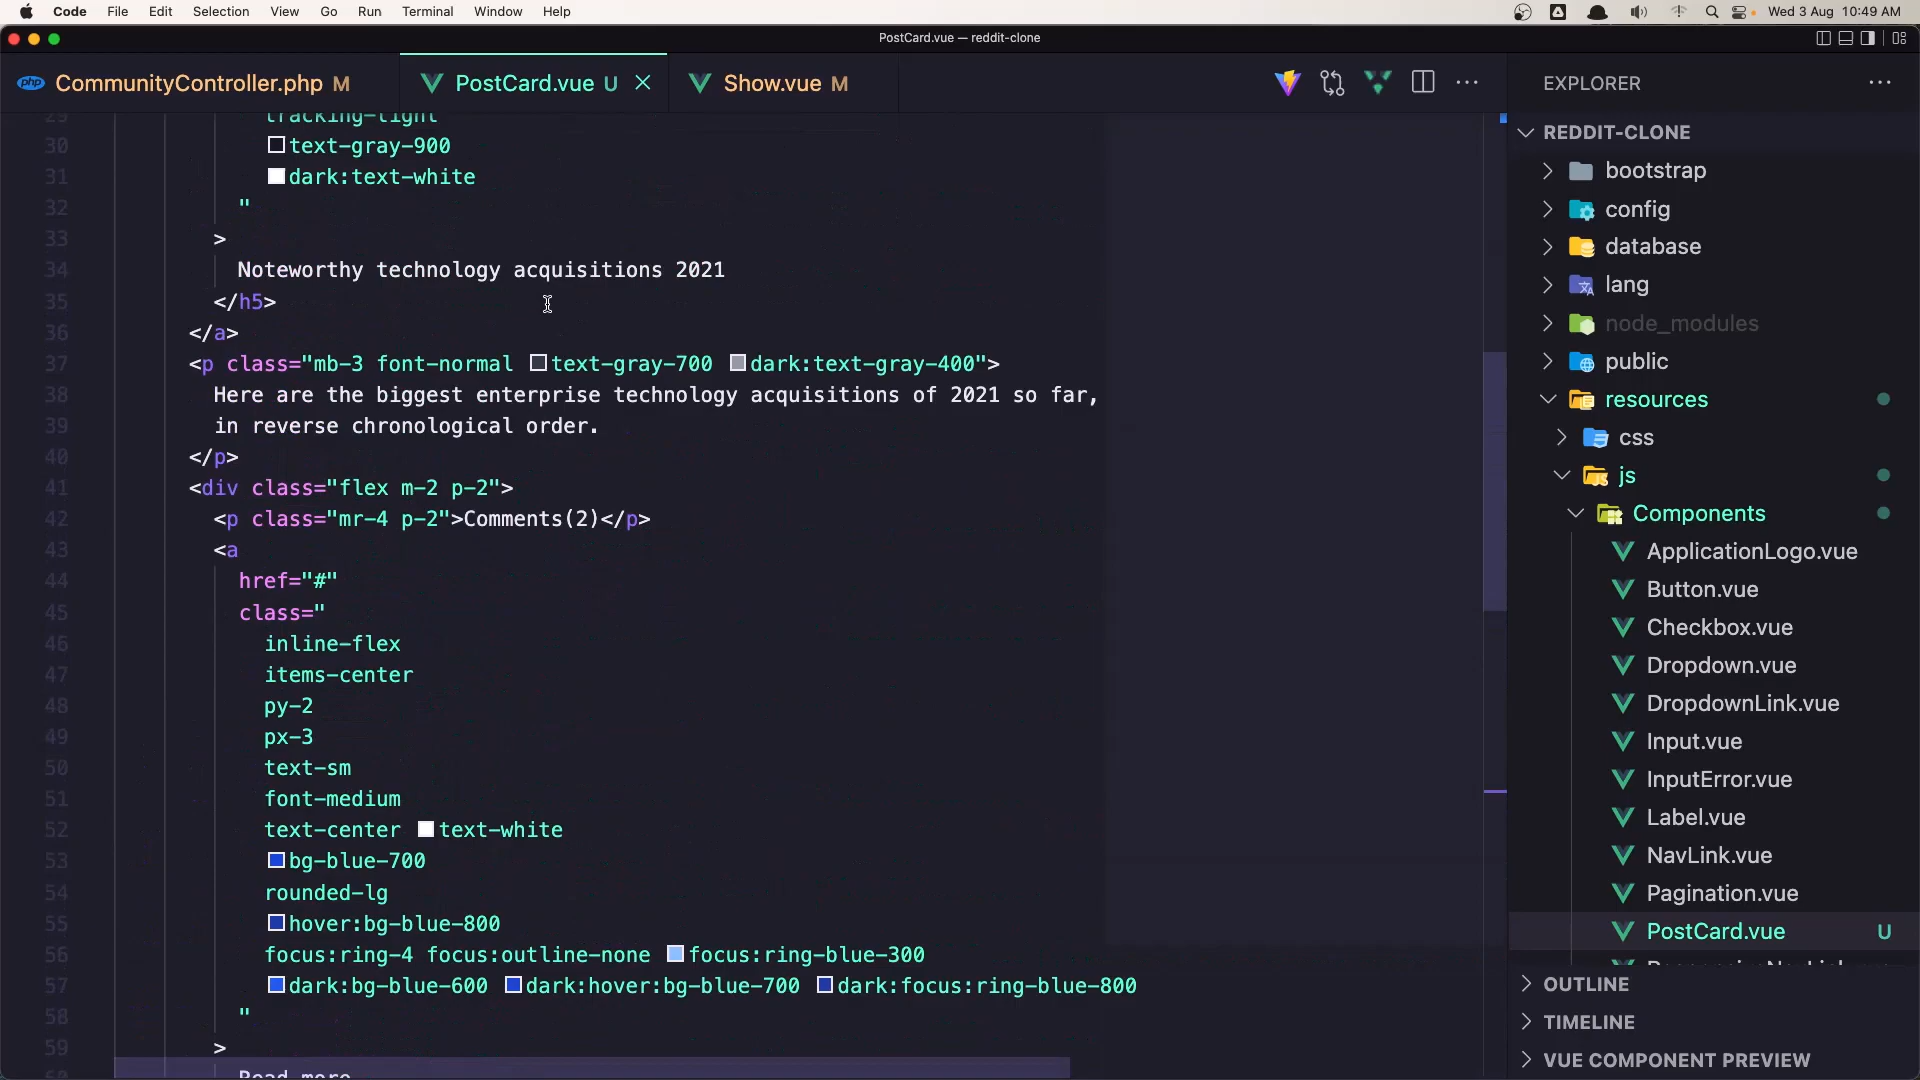 Code File Edit Selection View Go Run Terminal Window Help Wed 3 Aug 10:49 AM
PostCard.vue — reddit-clone
php CommunityController.php M PostCard.vue U Show.vue M
29 tracking-tight
30 text-gray-900
31 dark:text-white
32 "
33 >
34 Noteworthy technology acquisitions 2021
35 </h5>
36 </a>
37 <p class="mb-3 font-normal text-gray-700 dark:text-gray-400">
38 Here are the biggest enterprise technology acquisitions of 2021 so far,
39 in reverse chronological order.
40 </p>
41 <div class="flex m-2 p-2">
42 <p class="mr-4 p-2">Comments(2)</p>
43 <a
44 href="#"
45 class="
46 inline-flex
47 items-center
48 py-2
49 px-3
50 text-sm
51 font-medium
52 text-center text-white
53 bg-blue-700
54 rounded-lg
55 hover:bg-blue-800
56 focus:ring-4 focus:outline-none focus:ring-blue-300
57 dark:bg-blue-600 dark:hover:bg-blue-700 dark:focus:ring-blue-800
58 "
59 >
60 Read more
EXPLORER
REDDIT-CLONE
bootstrap
config
database
lang
node_modules
public
resources
css
js
Components
ApplicationLogo.vue
Button.vue
Checkbox.vue
Dropdown.vue
DropdownLink.vue
Input.vue
InputError.vue
Label.vue
NavLink.vue
Pagination.vue
PostCard.vue U
OUTLINE
TIMELINE
VUE COMPONENT PREVIEW